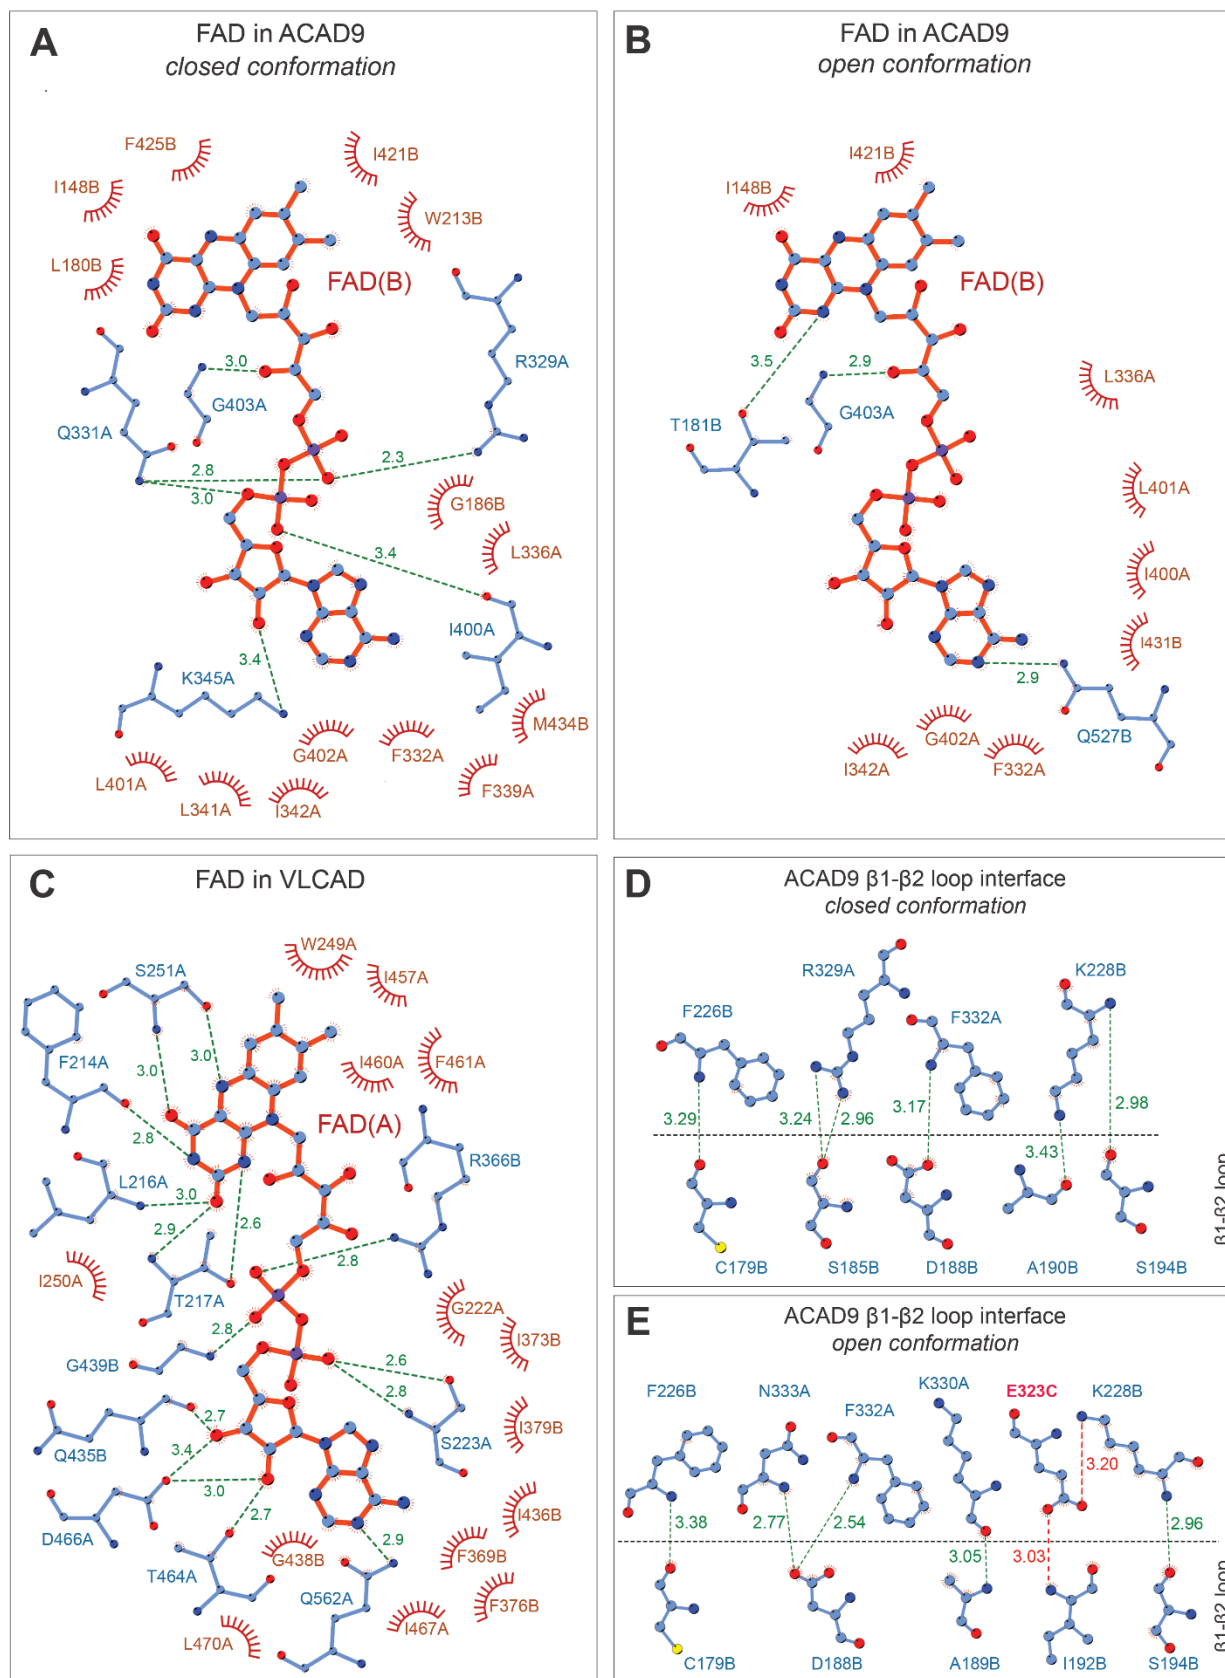 A
FAD in ACAD9
closed conformation
F425B
I421B
I148B
W213B
L180B
FAD(B)
3.0
R329A
G403A
Q331A
2.8
2.3
3.0
G186B
3.4
L336A
I400A
3.4
K345A
M434B
G402A
F332A
L401A
F339A
L341A
I342A
B
FAD in ACAD9
open conformation
I421B
I148B
FAD(B)
3.5
2.9
L336A
G403A
T181B
L401A
I400A
I431B
2.9
Q527B
G402A
I342A
F332A
C
FAD in VLCAD
W249A
S251A
I457A
F214A
3.0
3.0
I460A
F461A
FAD(A)
2.8
R366B
L216A
3.0
2.9
2.6
I250A
2.8
T217A
G222A
2.8
I373B
G439B
2.6
2.8
2.7
I379B
Q435B
S223A
3.4
3.0
D466A
2.7
I436B
2.9
G438B
F369B
T464A
Q562A
F376B
I467A
L470A
D
ACAD9 β1-β2 loop interface
closed conformation
R329A
K228B
F226B
F332A
3.29
3.24
2.96
3.17
2.98
3.43
β1-β2 loop
C179B
S185B
D188B
A190B
S194B
E
ACAD9 β1-β2 loop interface
open conformation
F226B
N333A
F332A
K330A
E323C
K228B
3.20
3.38
2.77
2.54
3.05
3.03
2.96
β1-β2 loop
C179B
D188B
A189B
I192B
S194B